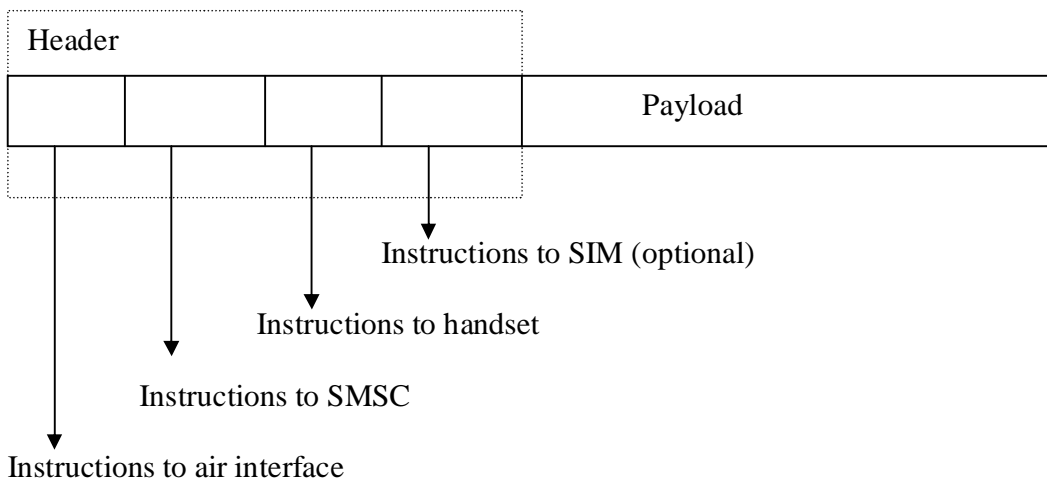 Header
Payload
Instructions to SIM (optional)
Instructions to handset
Instructions to SMSC
Instructions to air interface